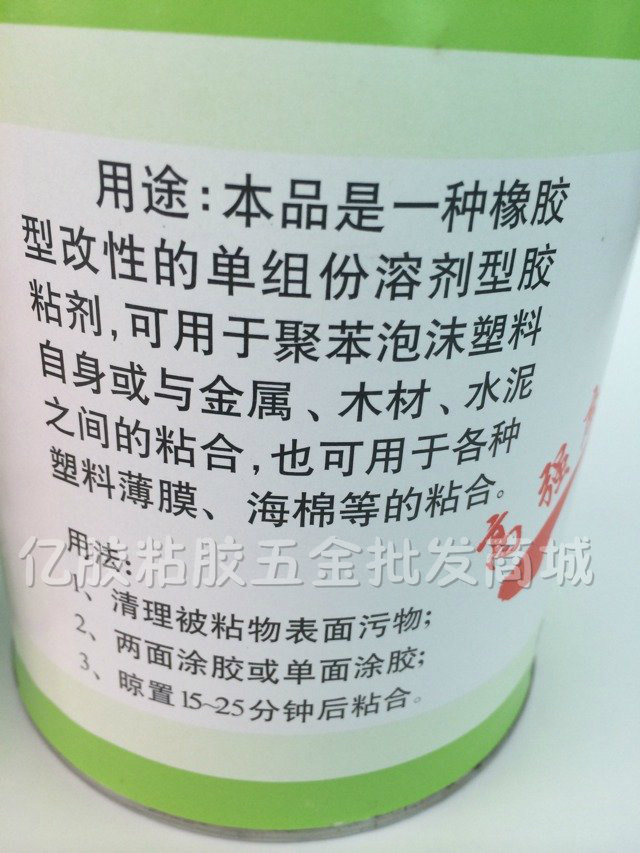 用途：本品是一种橡胶
型改性的单组份溶剂型胶
粘剂，可用于聚苯泡沫塑料
自身或与金属、木材、水泥
之间的粘合，也可用于各种
塑料薄膜、海棉等的粘合。
用法：
1、清理被粘物表面污物；
2、两面涂胶或单面涂胶；
3、晾置15~25分钟后粘合。
亿胶粘胶五金批发商城
高强